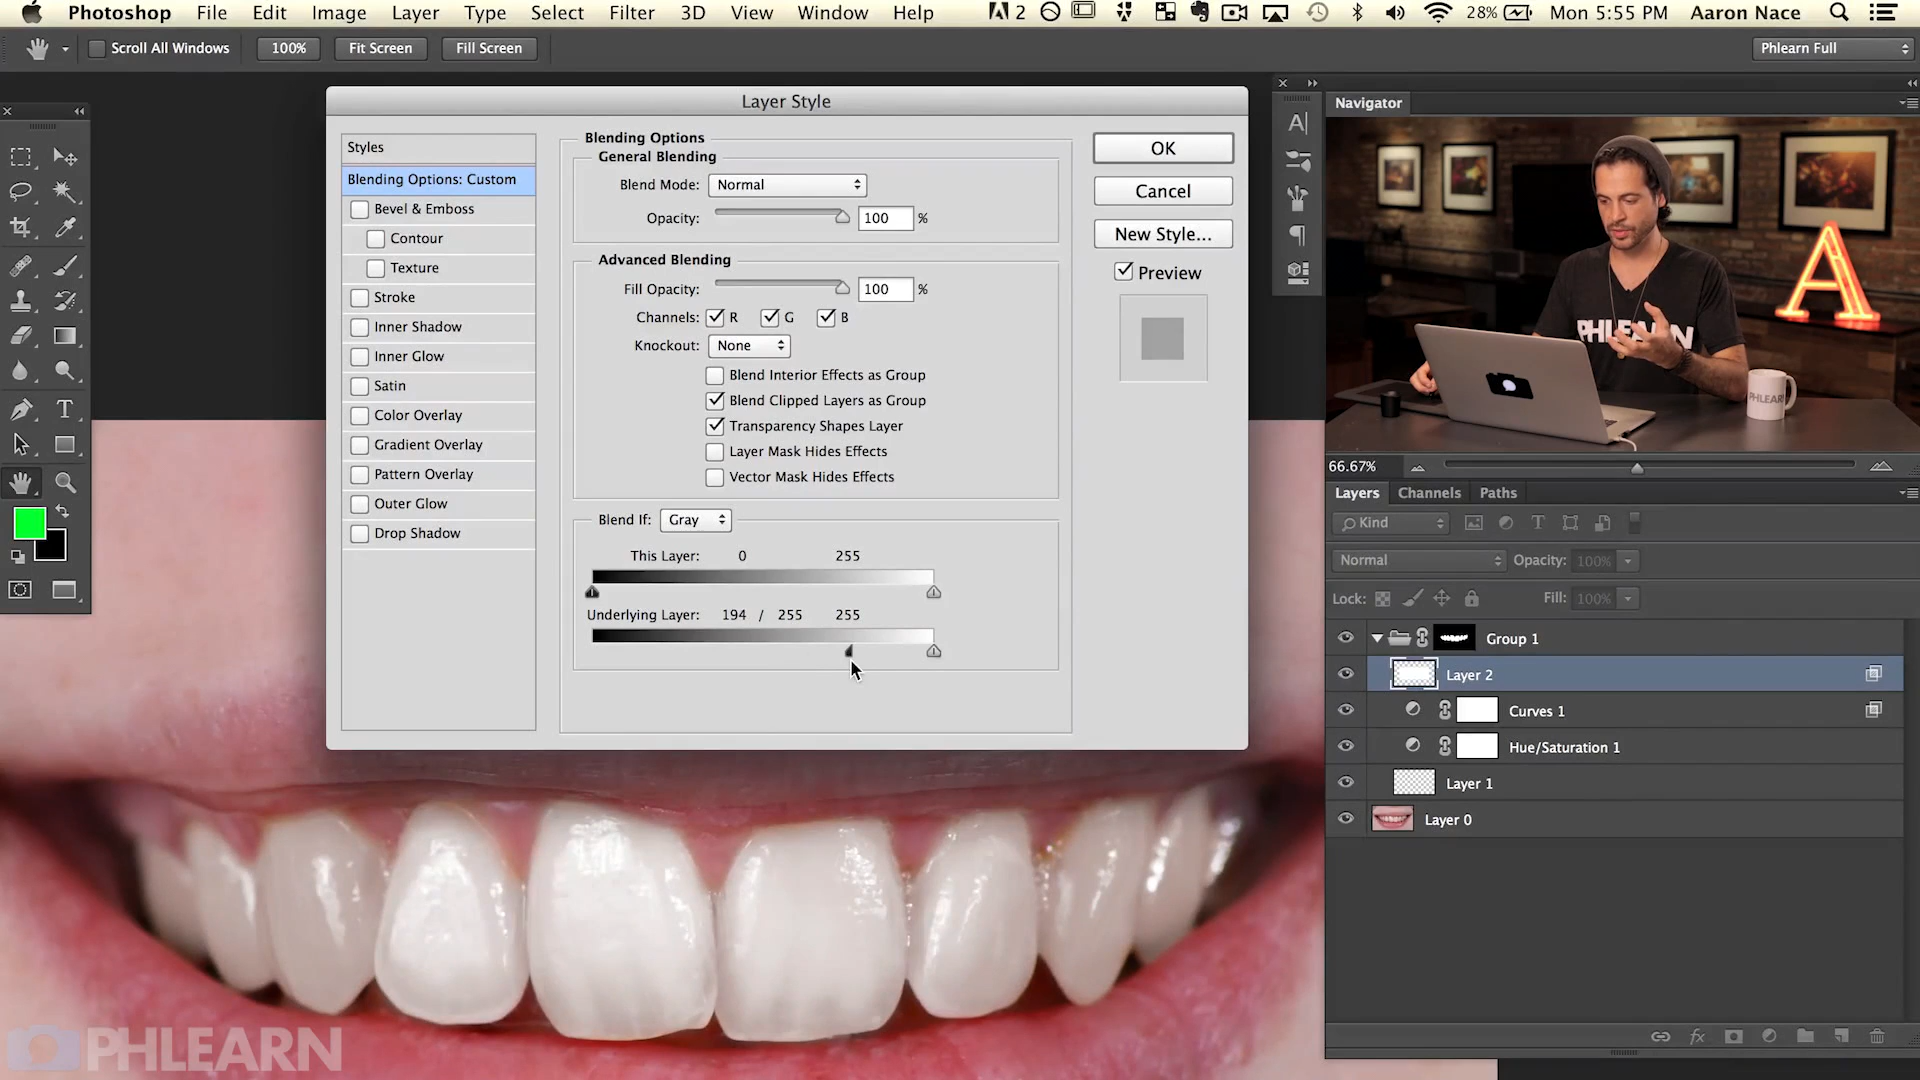 Photoshop File Edit Image Layer Type Select Filter 3D View Window Help 2 28% Mon 5:55 PM Aaron Nace
Scroll All Windows 100% Fit Screen Fill Screen Phlearn Full
Layer Style
Styles
Blending Options: Custom
Bevel & Emboss
Contour
Texture
Stroke
Inner Shadow
Inner Glow
Satin
Color Overlay
Gradient Overlay
Pattern Overlay
Outer Glow
Drop Shadow
Blending Options
General Blending
Blend Mode: Normal
Opacity: 100 %
Advanced Blending
Fill Opacity: 100 %
Channels: R G B
Knockout: None
Blend Interior Effects as Group
Blend Clipped Layers as Group
Transparency Shapes Layer
Layer Mask Hides Effects
Vector Mask Hides Effects
Blend If: Gray
This Layer: 0 255
Underlying Layer: 194 / 255 255
OK
Cancel
New Style...
Preview
Navigator
A
PHLEARN
PHLEARN
66.67%
Layers Channels Paths
Kind
Normal Opacity: 100%
Lock: Fill: 100%
Group 1
Layer 2
Curves 1
Hue/Saturation 1
Layer 1
Layer 0
fx
PHLEARN